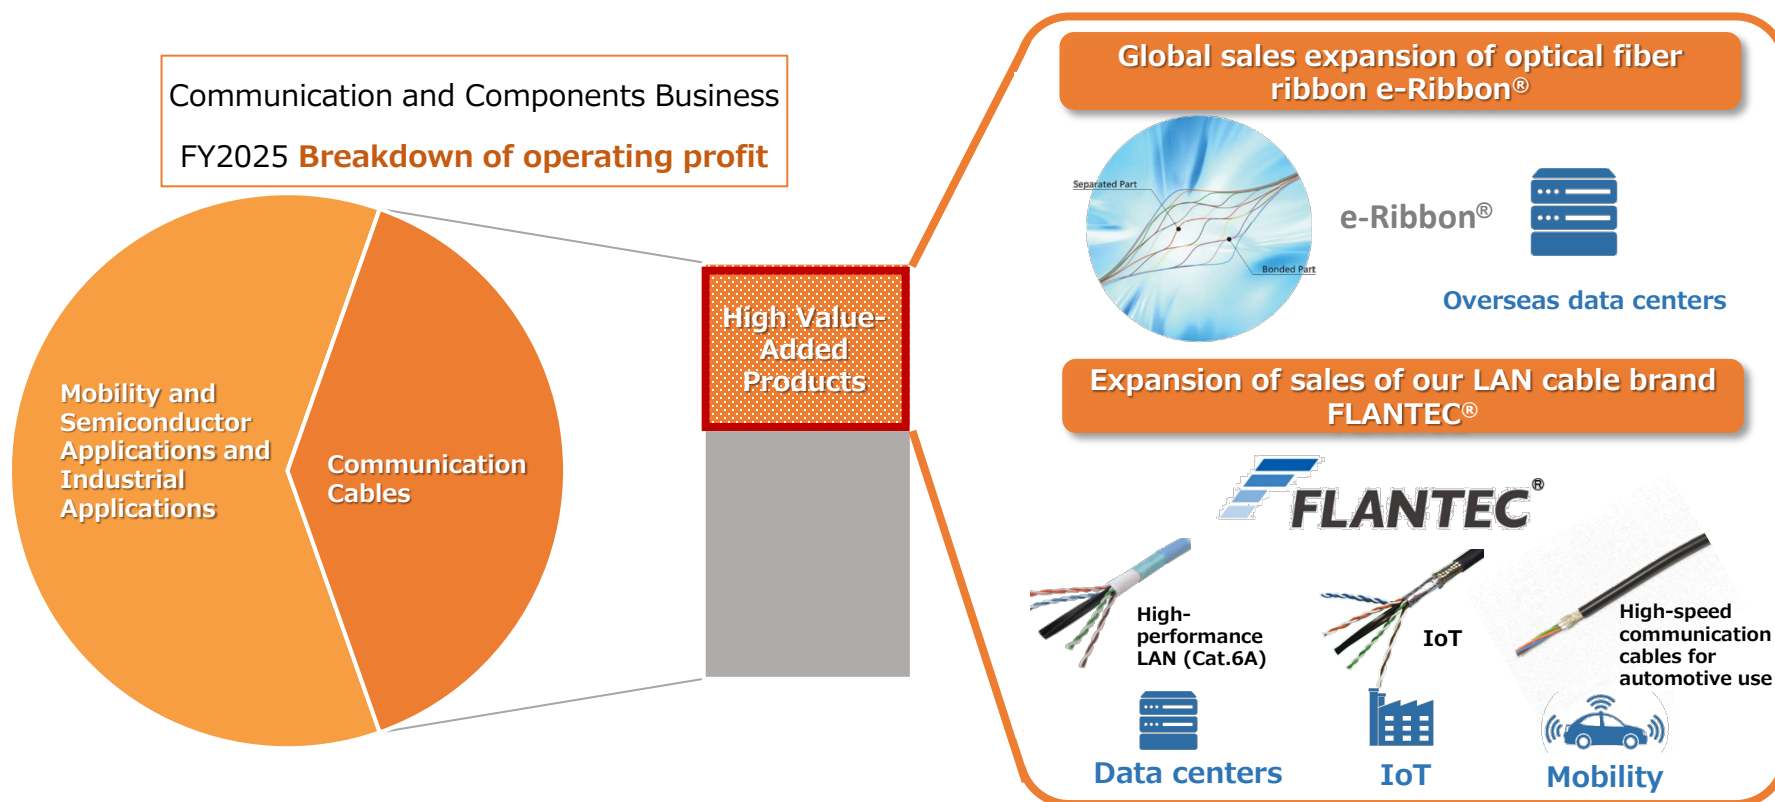 Communication and Components Business
FY2025 Breakdown of operating profit
Mobility and
Semiconductor
Applications and
Industrial
Applications
Communication
Cables
High Value-
Added
Products
Global sales expansion of optical fiber
ribbon e-Ribbon®
Separated Part
Bonded Part
e-Ribbon®
Overseas data centers
Expansion of sales of our LAN cable brand
FLANTEC®
FLANTEC®
High-
performance
LAN (Cat.6A)
IoT
High-speed
communication
cables for
automotive use
Data centers
IoT
Mobility